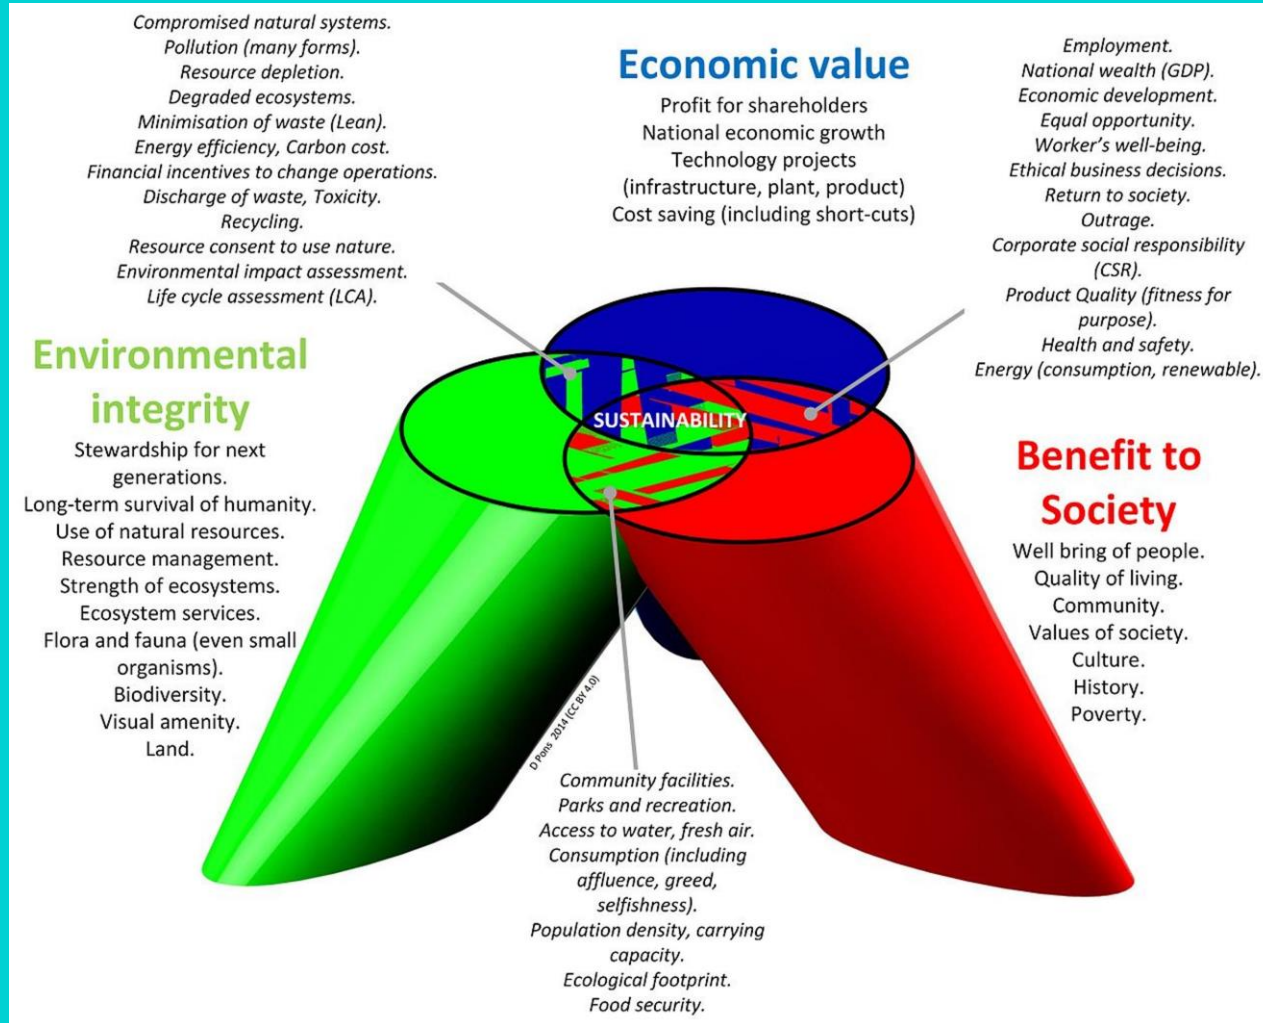 Compromised natural systems.
Pollution (many forms).
Resource depletion.
Degraded ecosystems.
Minimisation of waste (Lean).
Energy efficiency, Carbon cost.
Financial incentives to change operations.
Discharge of waste, Toxicity.
Recycling.
Resource consent to use nature.
Environmental impact assessment.
Life cycle assessment (LCA).
Economic value
Profit for shareholders
National economic growth
Technology projects
(infrastructure, plant, product)
Cost saving (including short-cuts)
Employment.
National wealth (GDP).
Economic development.
Equal opportunity.
Worker's well-being.
Ethical business decisions.
Return to society.
Outrage.
Corporate social responsibility
(CSR).
Product Quality (fitness for
purpose).
Health and safety.
Energy (consumption, renewable).
Environmental
integrity
Stewardship for next
generations.
Long-term survival of humanity.
Use of natural resources.
Resource management.
Strength of ecosystems.
Ecosystem services.
Flora and fauna (even small
organisms).
Biodiversity.
Visual amenity.
Land.
SUSTAINABILITY
Benefit to
Society
Well bring of people.
Quality of living.
Community.
Values of society.
Culture.
History.
Poverty.
D Pons 2014 (CC BY 4.0)
Community facilities.
Parks and recreation.
Access to water, fresh air.
Consumption (including
affluence, greed,
selfishness).
Population density, carrying
capacity.
Ecological footprint.
Food security.